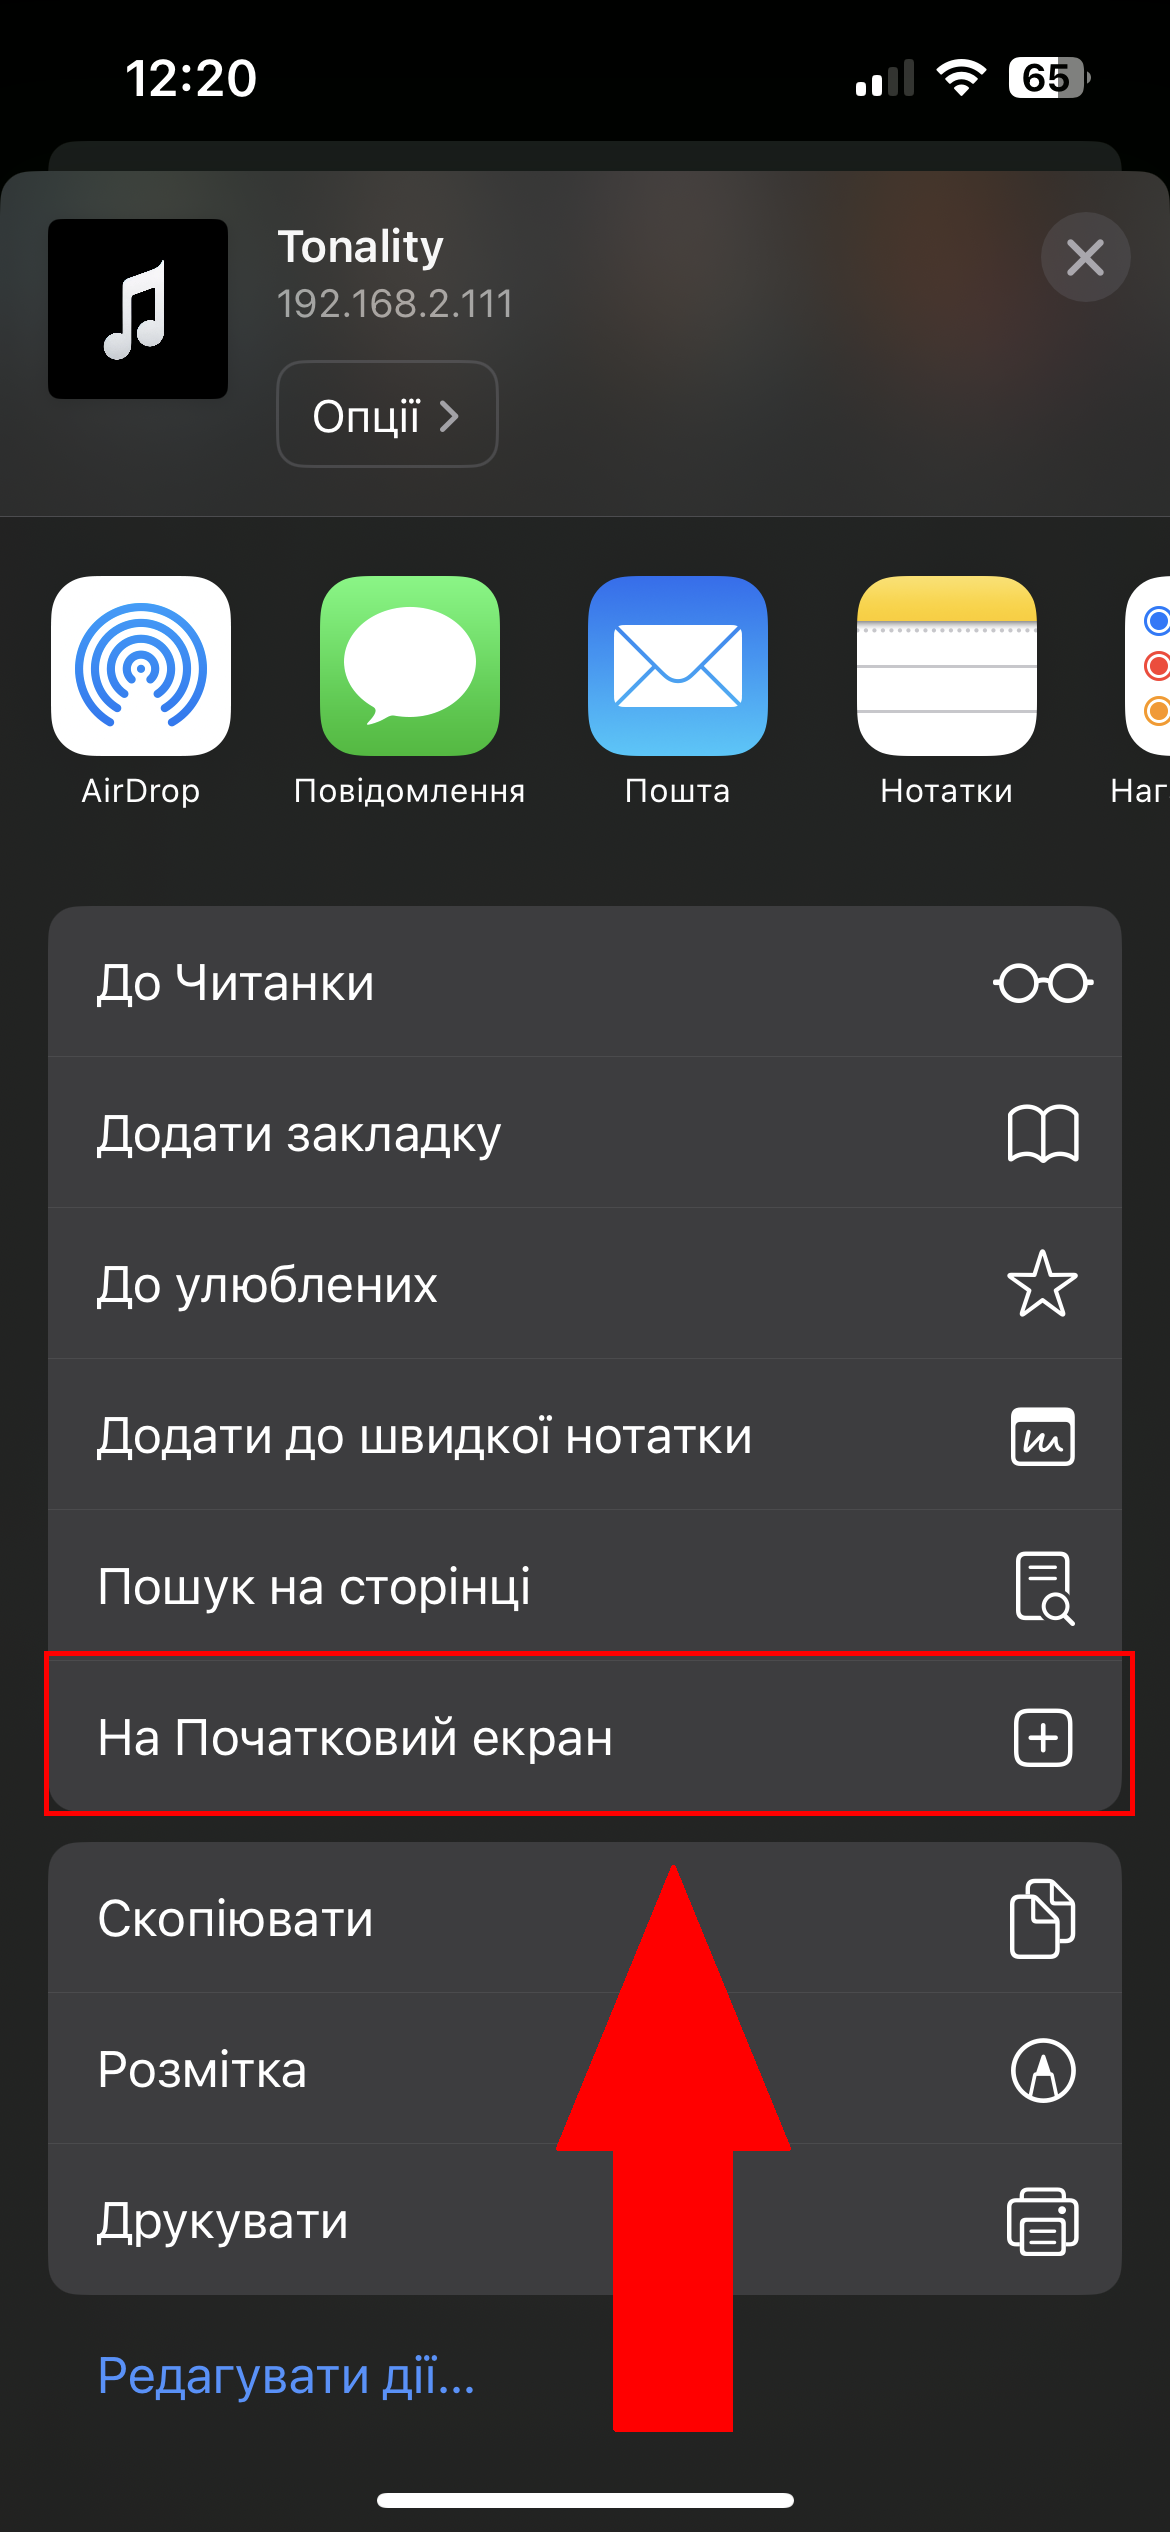 12:20
65
Tonality
192.168.2.111
Опції
AirDrop
Повідомлення
Пошта
Нотатки
Наг
До Читанки
Додати закладку
До улюблених
Додати до швидкої нотатки
Пошук на сторінці
На Початковий екран
Скопіювати
Розмітка
Друкувати
Редагувати дії...